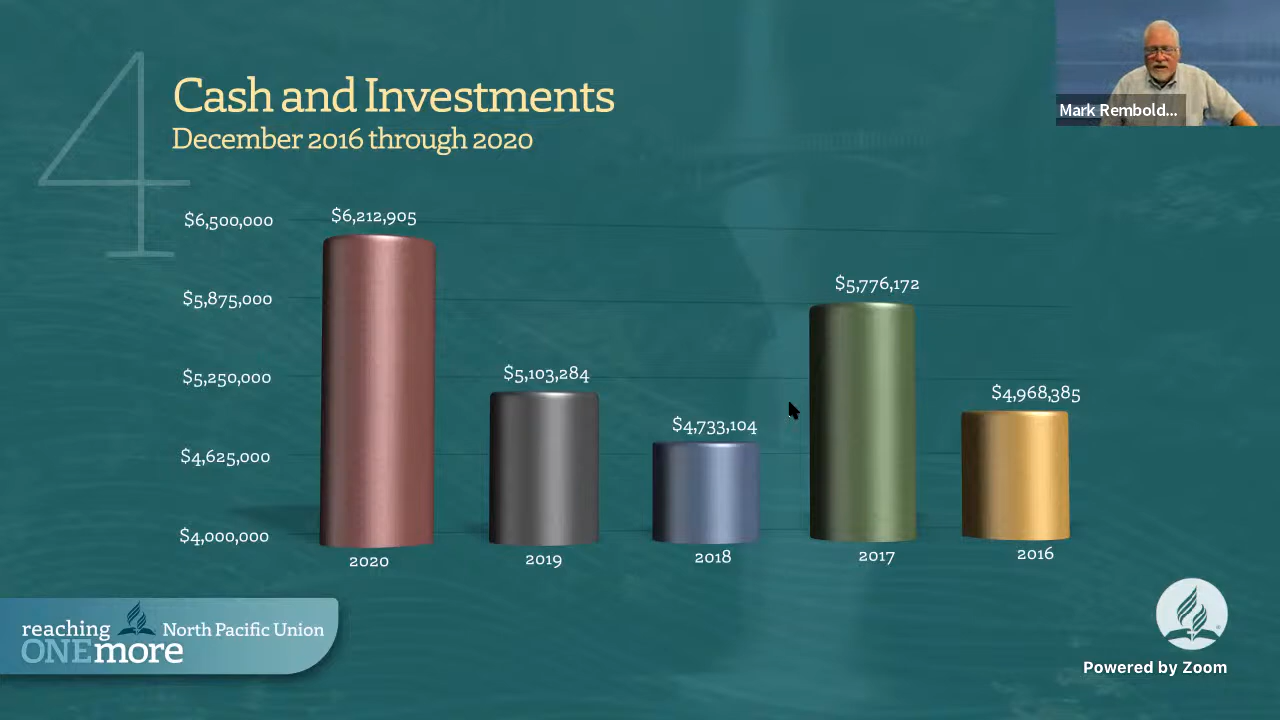 4
Cash and Investments
December 2016 through 2020
Mark Rembold...
$6,500,000
$5,875,000
$5,250,000
$4,625,000
$4,000,000
$6,212,905
$5,103,284
$4,733,104
$5,776,172
$4,968,385
2020
2019
2018
2017
2016
reaching
ONEmore
North Pacific Union
Powered by Zoom